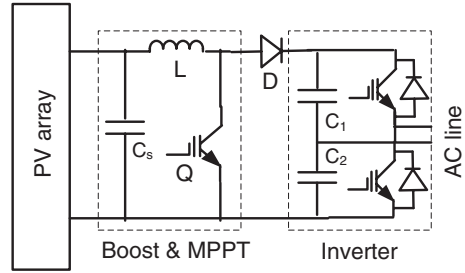 PV array
L
D
Cs
Q
C1
C2
AC line
Boost & MPPT
Inverter